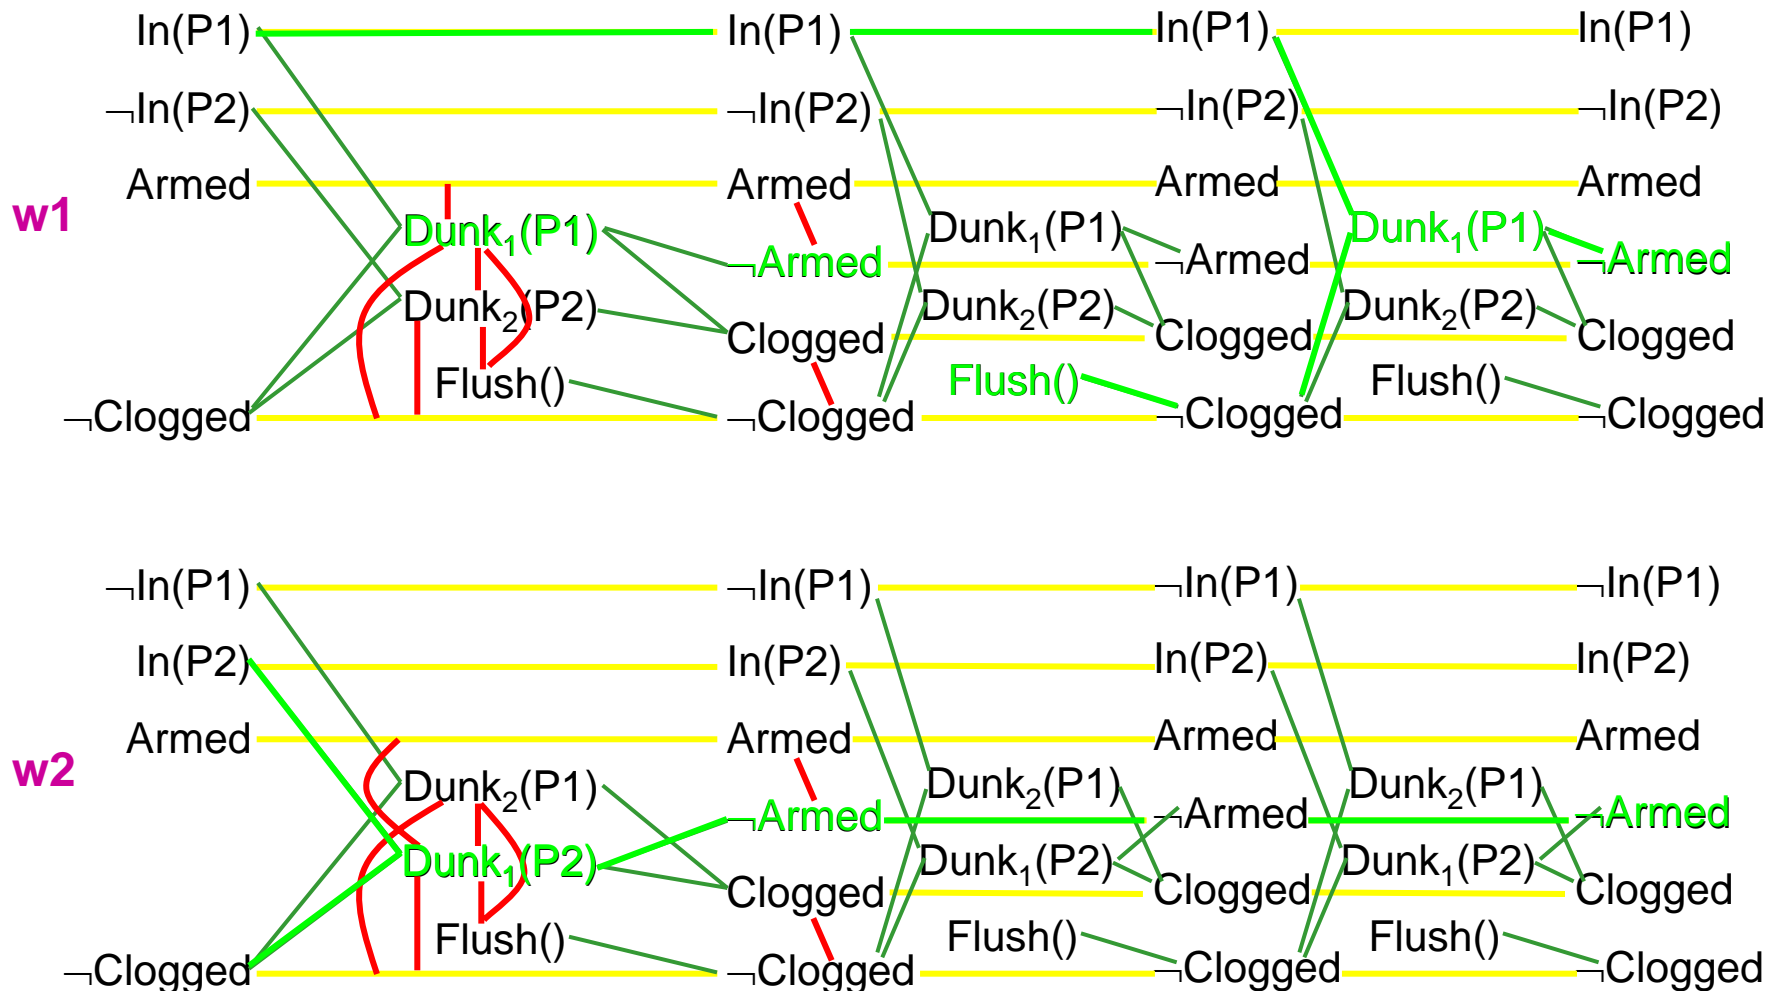 In(P1) In(P1) In(P1) In(P1)
¬In(P2) ¬In(P2) ¬In(P2) ¬In(P2)
Armed Armed Armed Armed
w1
Dunk₁(P1) Dunk₁(P1) Dunk₁(P1)
¬Armed ¬Armed ¬Armed
Dunk₂(P2) Dunk₂(P2) Dunk₂(P2)
Clogged Clogged Clogged
Flush() Flush() Flush()
¬Clogged ¬Clogged ¬Clogged ¬Clogged
¬In(P1) ¬In(P1) ¬In(P1) ¬In(P1)
In(P2) In(P2) In(P2) In(P2)
Armed Armed Armed Armed
w2
Dunk₂(P1) Dunk₂(P1) Dunk₂(P1)
¬Armed ¬Armed ¬Armed
Dunk₁(P2) Dunk₁(P2) Dunk₁(P2)
Clogged Clogged Clogged
Flush() Flush() Flush()
¬Clogged ¬Clogged ¬Clogged ¬Clogged